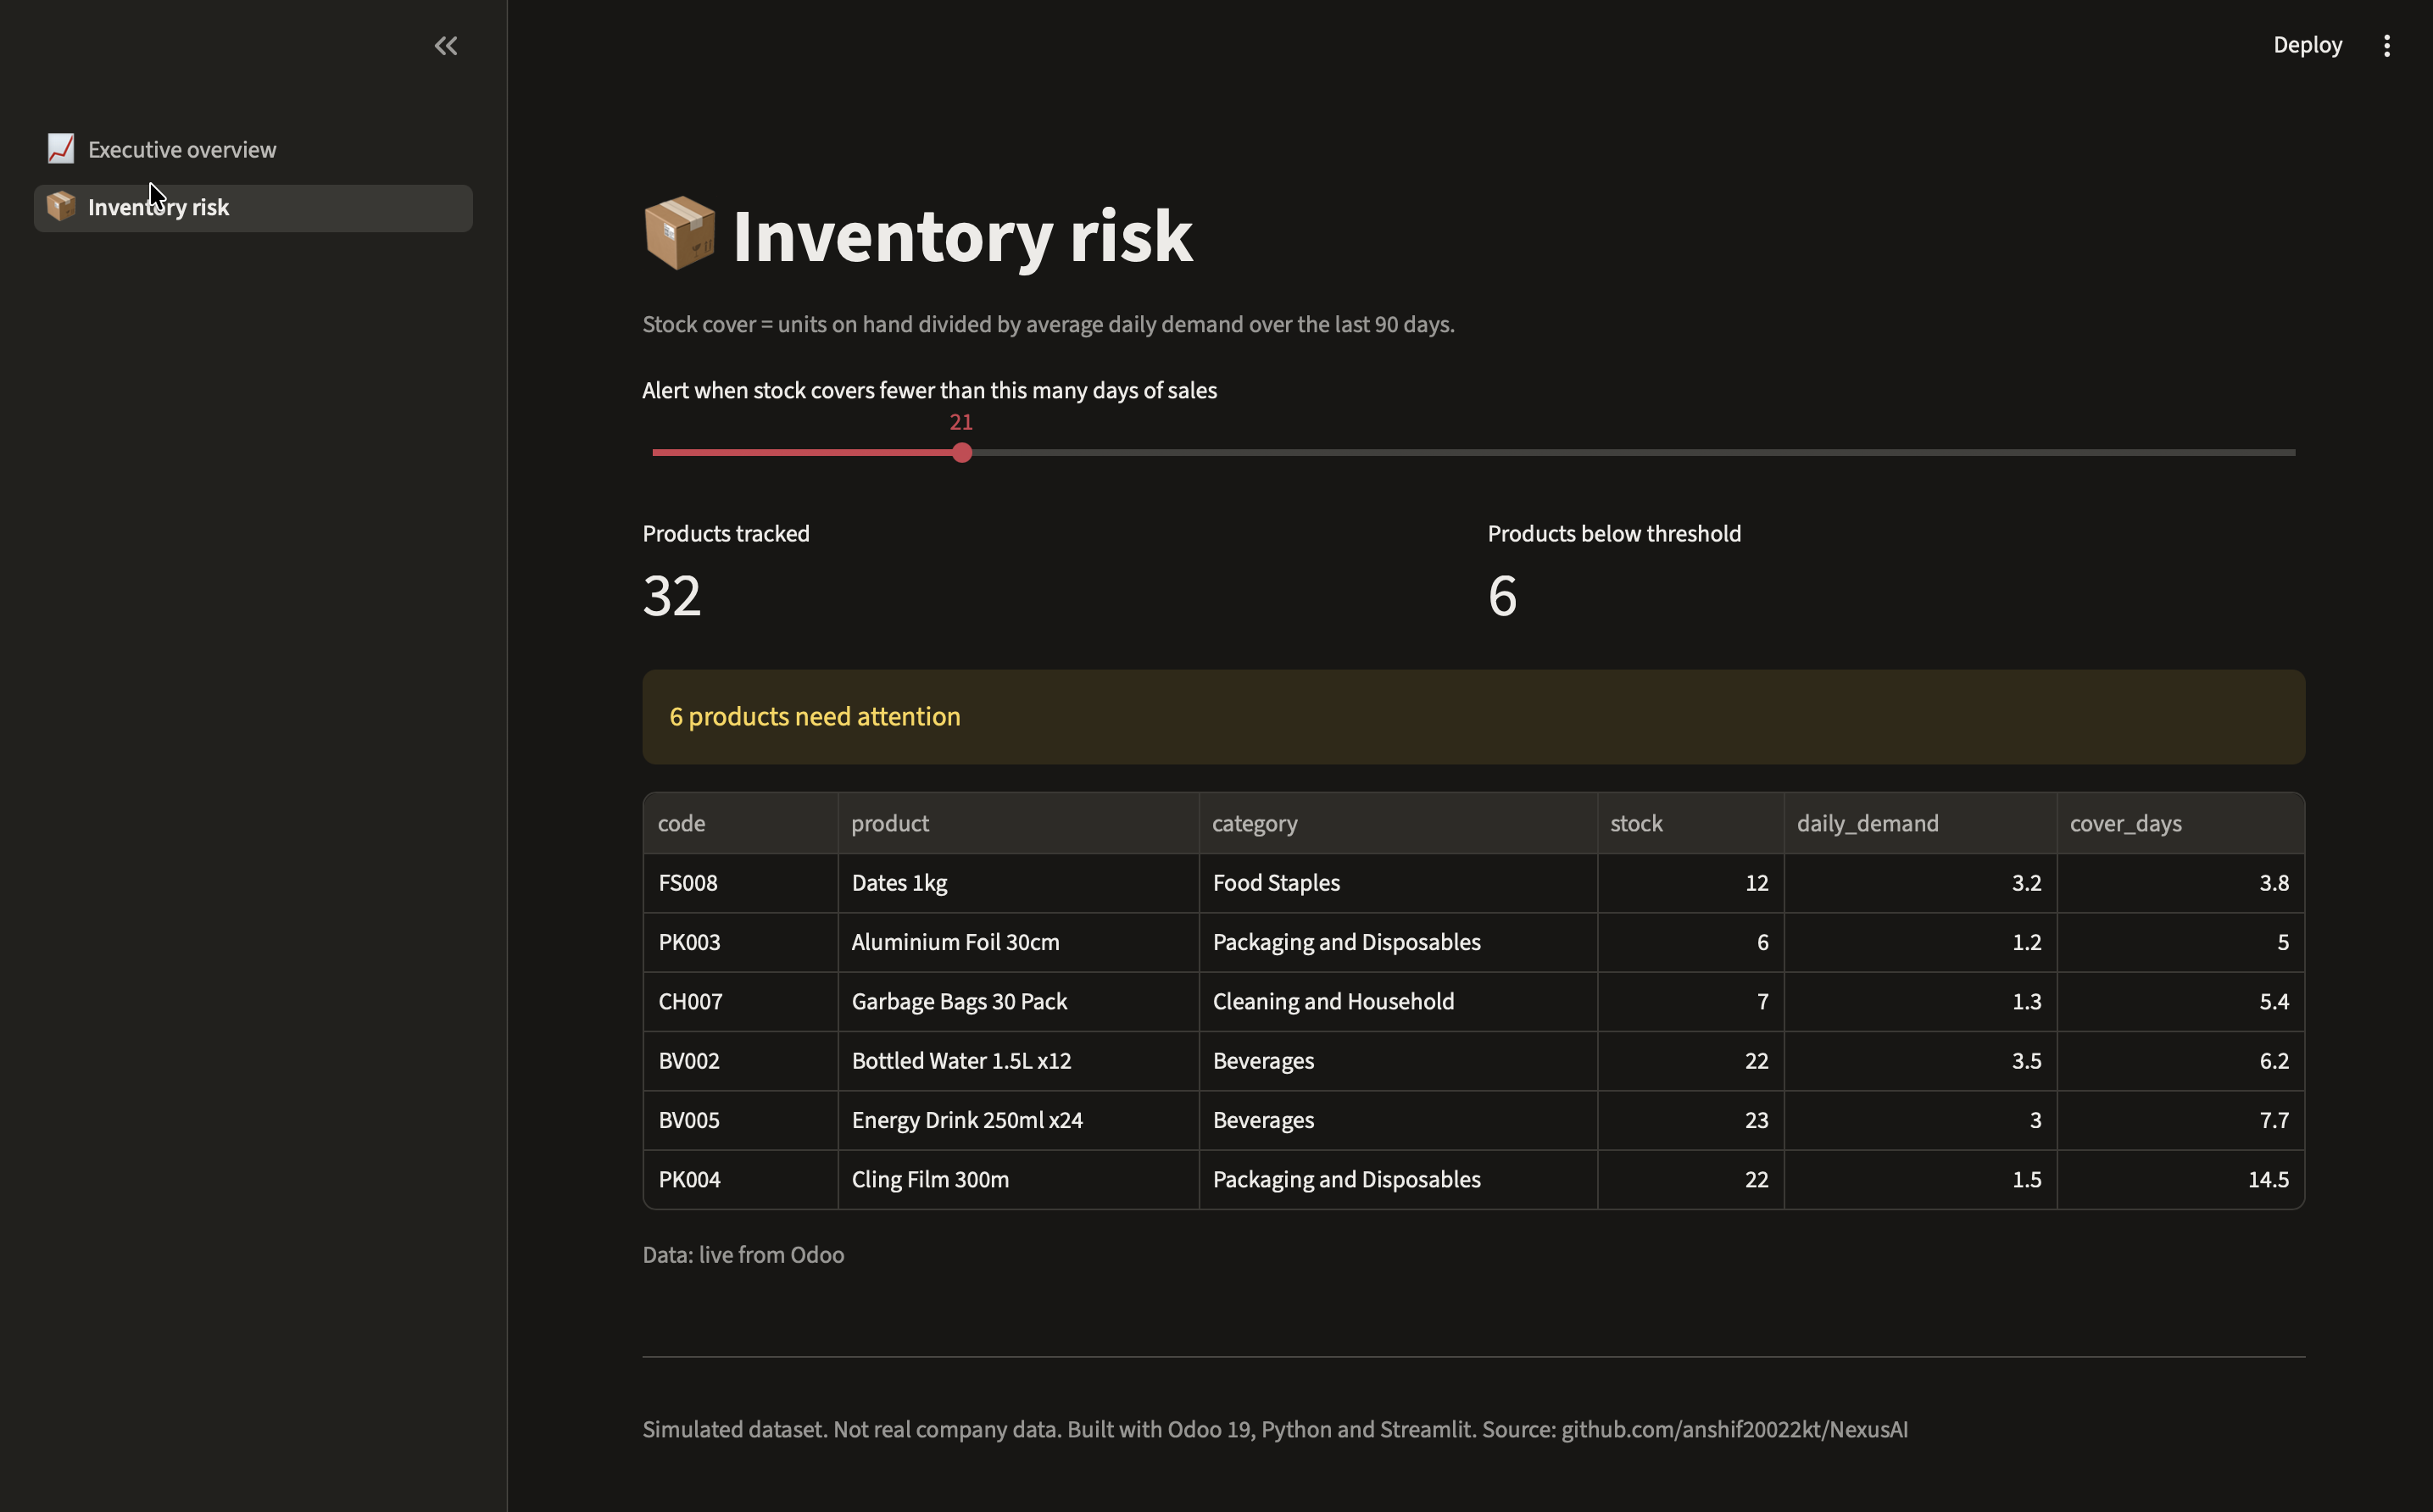 Deploy
Executive overview
Inventory risk
Inventory risk
Stock cover = units on hand divided by average daily demand over the last 90 days.
Alert when stock covers fewer than this many days of sales
21
Products tracked Products below threshold
32 6
6 products need attention
code product category stock daily_demand cover_days
FS008 Dates 1kg Food Staples 12 3.2 3.8
PK003 Aluminium Foil 30cm Packaging and Disposables 6 1.2 5
CH007 Garbage Bags 30 Pack Cleaning and Household 7 1.3 5.4
BV002 Bottled Water 1.5L x12 Beverages 22 3.5 6.2
BV005 Energy Drink 250ml x24 Beverages 23 3 7.7
PK004 Cling Film 300m Packaging and Disposables 22 1.5 14.5
Data: live from Odoo
Simulated dataset. Not real company data. Built with Odoo 19, Python and Streamlit. Source: github.com/anshif20022kt/NexusAI